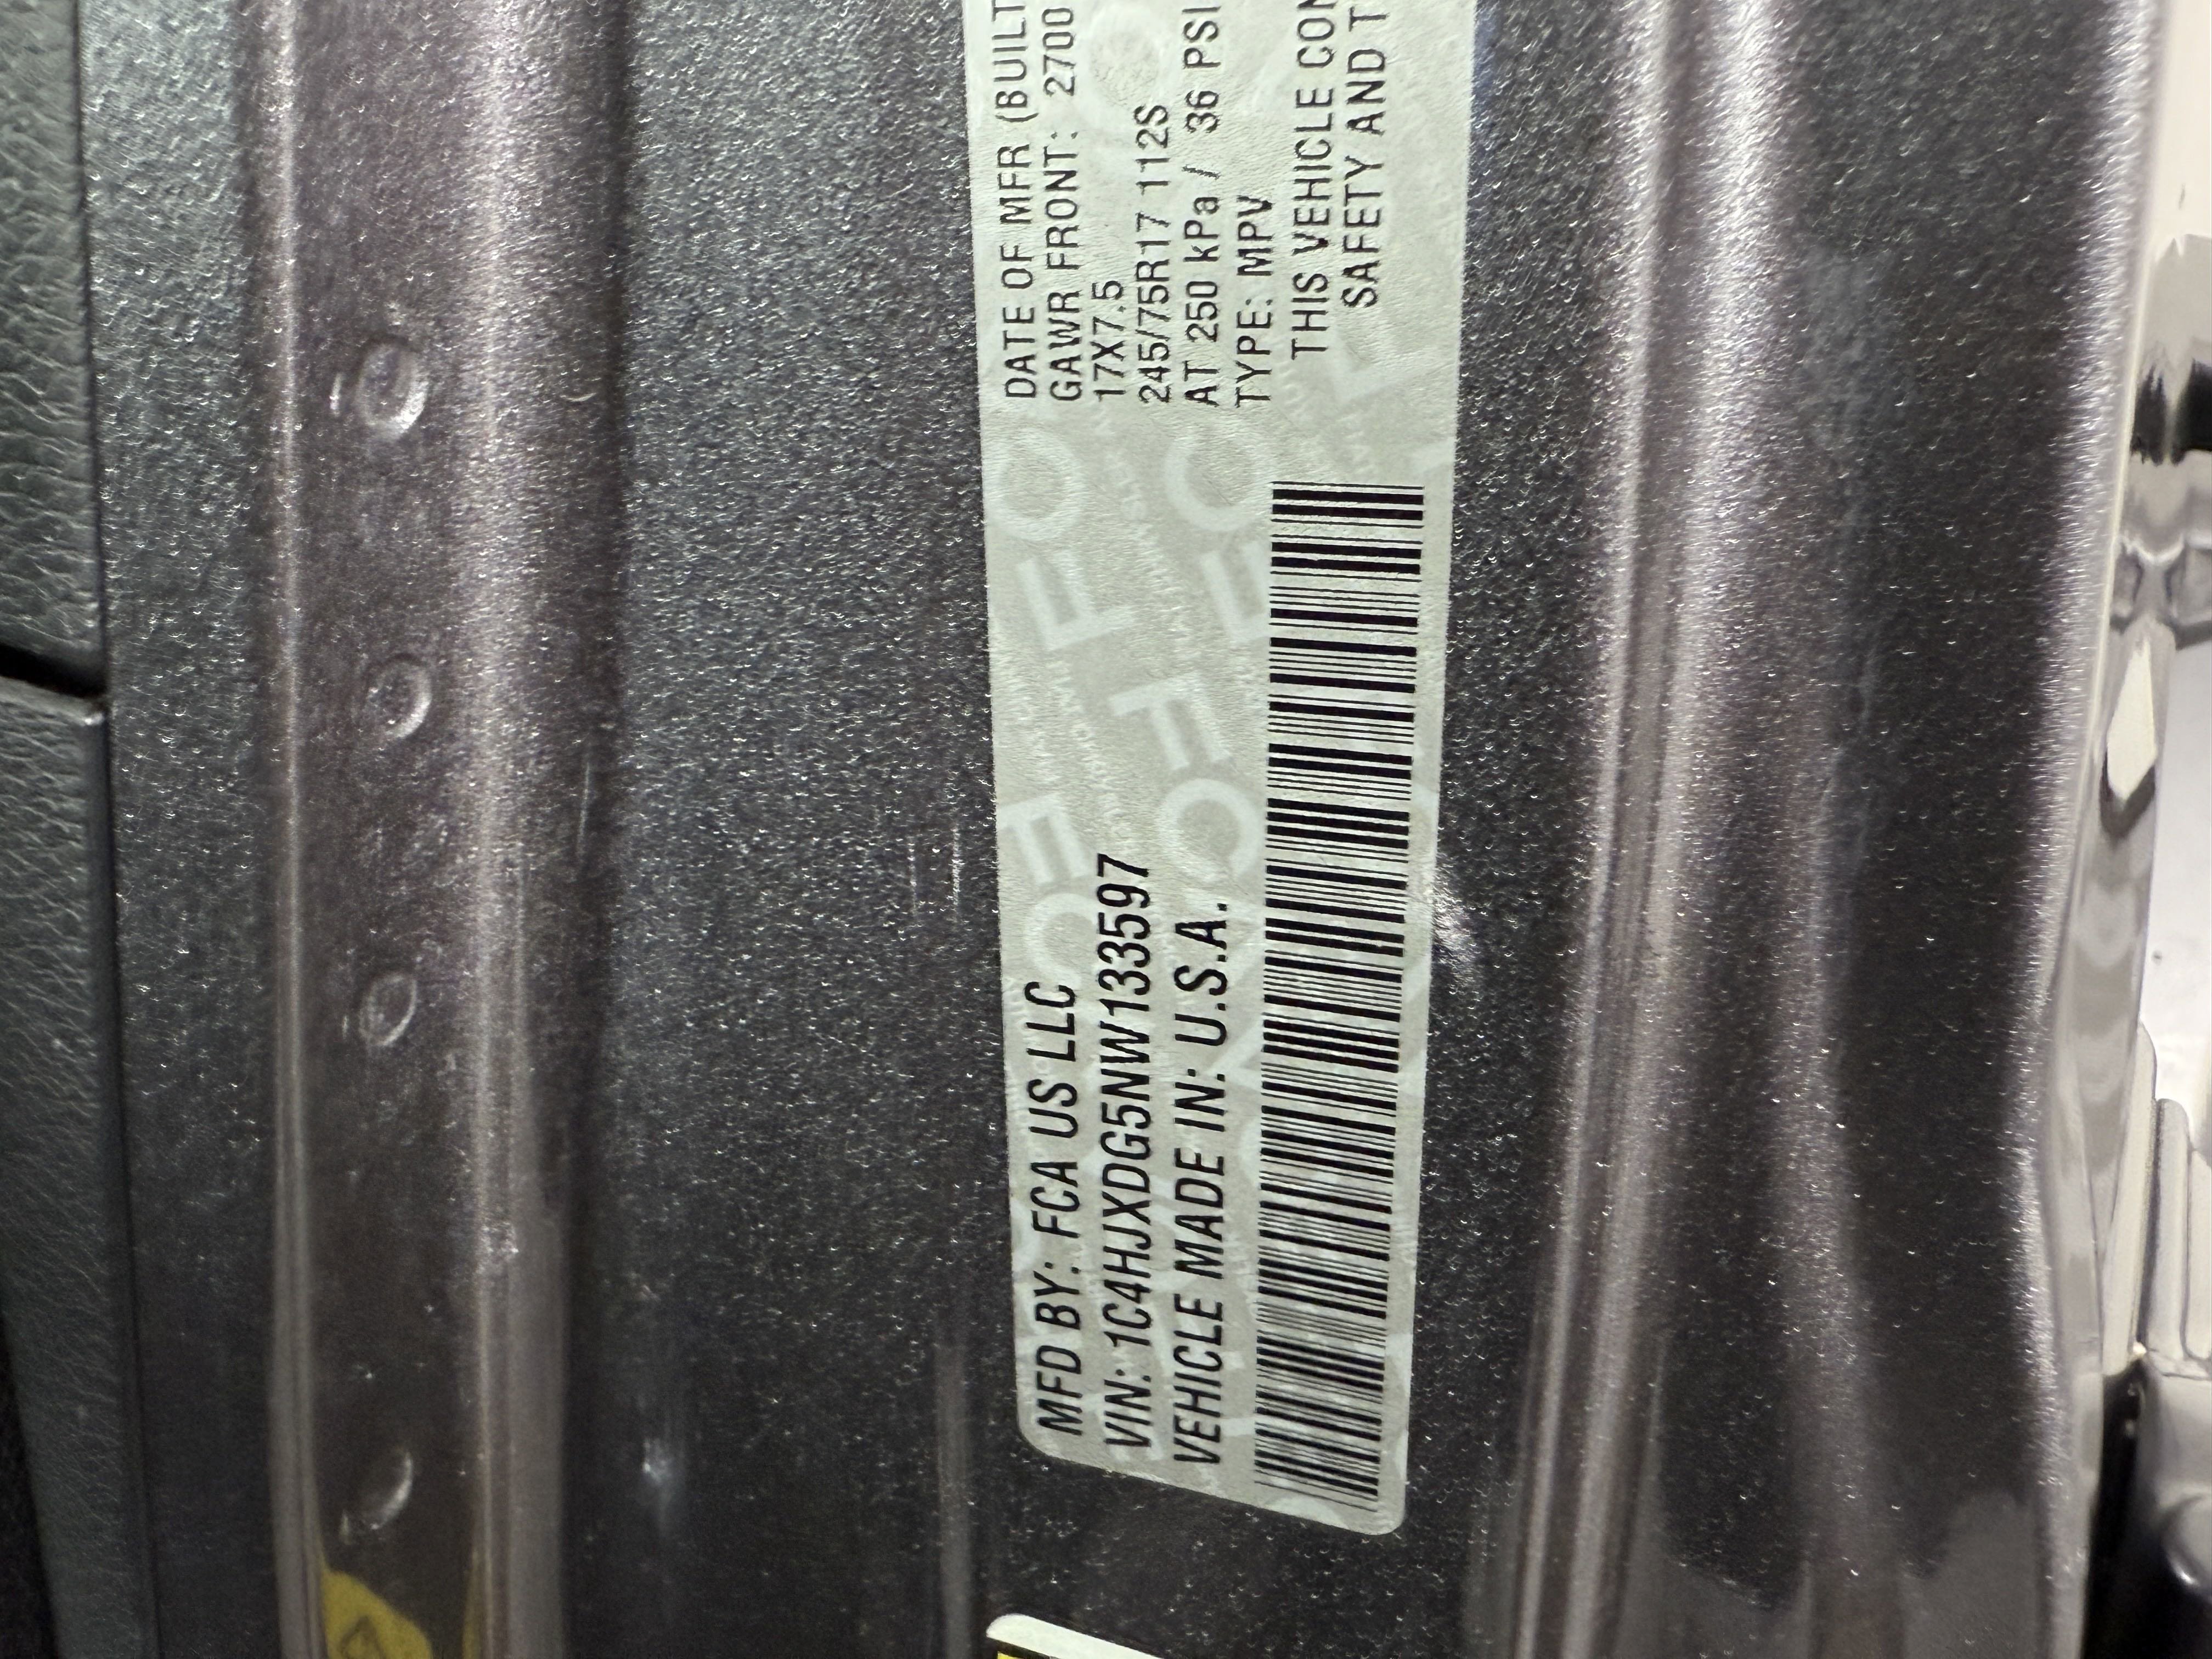 MFD BY: FCA US LLC
VIN: 1C4HJXDG5NW133597
VEHICLE MADE IN: U.S.A.
DATE OF MFR (BUILT
GAWR FRONT: 2700
17X7.5
245/75R17 112S
AT 250 kPa / 36 PSI
TYPE: MPV
THIS VEHICLE CON
SAFETY AND T